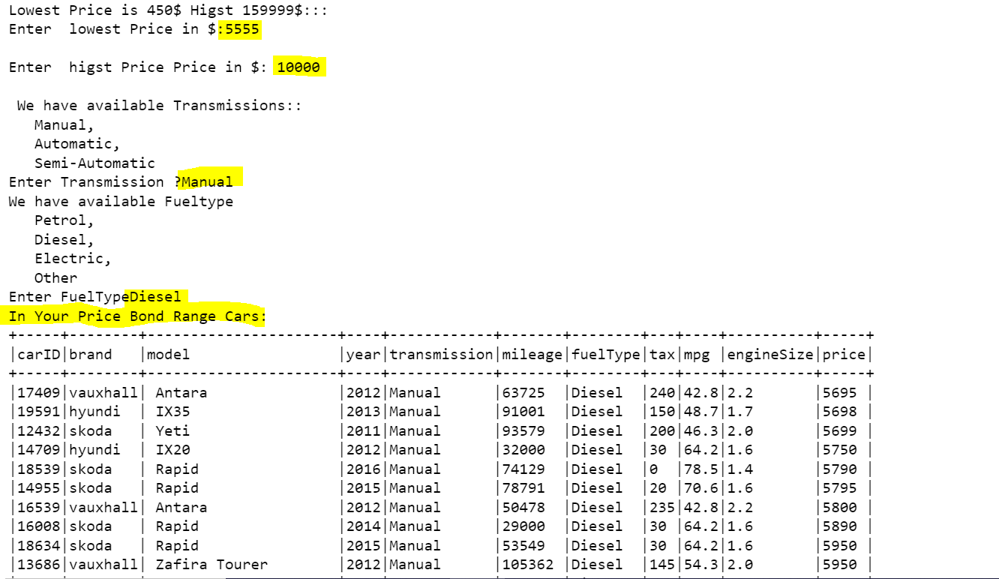 Lowest Price is 450$ Higst 159999$:::
Enter  lowest Price in $:5555
Enter  higst Price Price in $: 10000
We have available Transmissions::
Manual,
Automatic,
Semi-Automatic
Enter Transmission ?Manual
We have available Fueltype
Petrol,
Diesel,
Electric,
Other
Enter FuelTypeDiesel
In Your Price Bond Range Cars:
+-----+--------+-----------------------+----+------------+-------+--------+---+----+----------+-----+
|carID|brand   |model                  |year|transmission|mileage|fuelType|tax|mpg |engineSize|price|
+-----+--------+-----------------------+----+------------+-------+--------+---+----+----------+-----+
|17409|vauxhall| Antara                |2012|Manual      |63725  |Diesel  |240|42.8|2.2       |5695 |
|19591|hyundi  | IX35                  |2013|Manual      |91001  |Diesel  |150|48.7|1.7       |5698 |
|12432|skoda   | Yeti                  |2011|Manual      |93579  |Diesel  |200|46.3|2.0       |5699 |
|14709|hyundi  | IX20                  |2012|Manual      |32000  |Diesel  |30 |64.2|1.6       |5750 |
|18539|skoda   | Rapid                 |2016|Manual      |74129  |Diesel  |0  |78.5|1.4       |5790 |
|14955|skoda   | Rapid                 |2015|Manual      |78791  |Diesel  |20 |70.6|1.6       |5795 |
|16539|vauxhall| Antara                |2012|Manual      |50478  |Diesel  |235|42.8|2.2       |5800 |
|16008|skoda   | Rapid                 |2014|Manual      |29000  |Diesel  |30 |64.2|1.6       |5890 |
|18634|skoda   | Rapid                 |2015|Manual      |53549  |Diesel  |30 |64.2|1.6       |5950 |
|13686|vauxhall| Zafira Tourer         |2012|Manual      |105362 |Diesel  |145|54.3|2.0       |5950 |